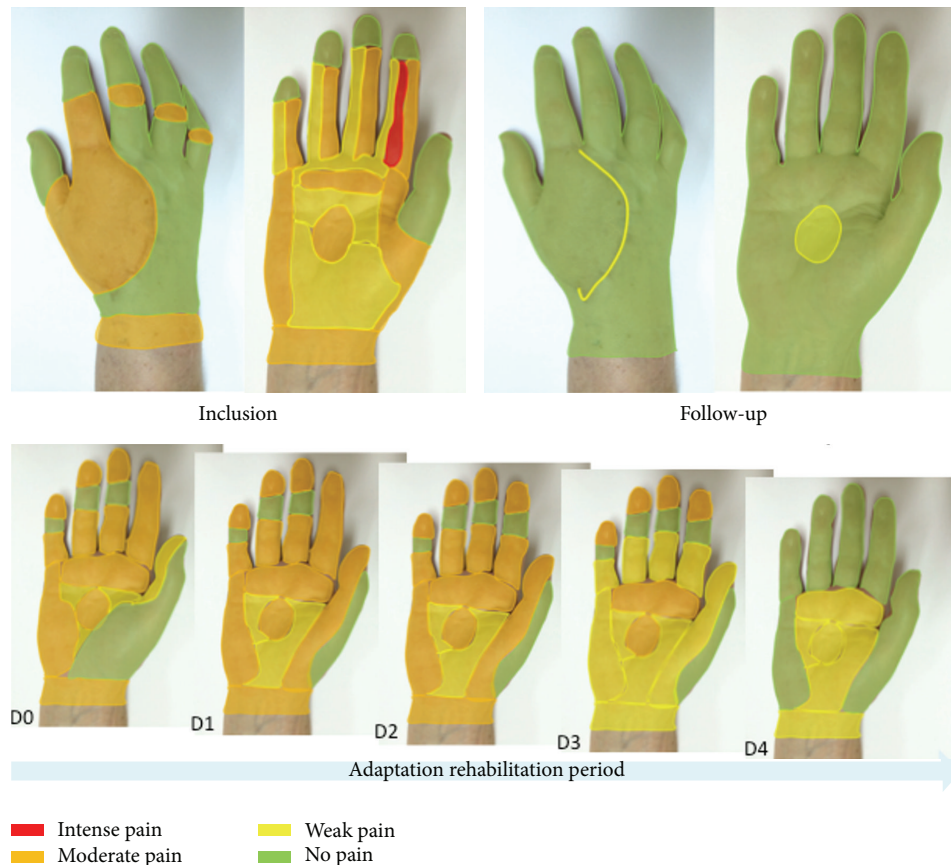 Inclusion
Follow-up
D0
D1
D2
D3
D4
Adaptation rehabilitation period
Intense pain
Weak pain
Moderate pain
No pain